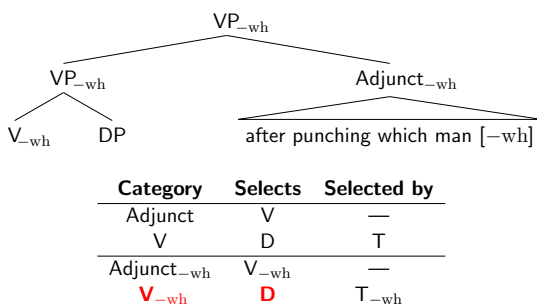 VP₋wh
VP₋wh Adjunct₋wh
V₋wh DP after punching which man [−wh]
Category Selects Selected by
Adjunct V —
V D T
Adjunct₋wh V₋wh —
V₋wh D T₋wh